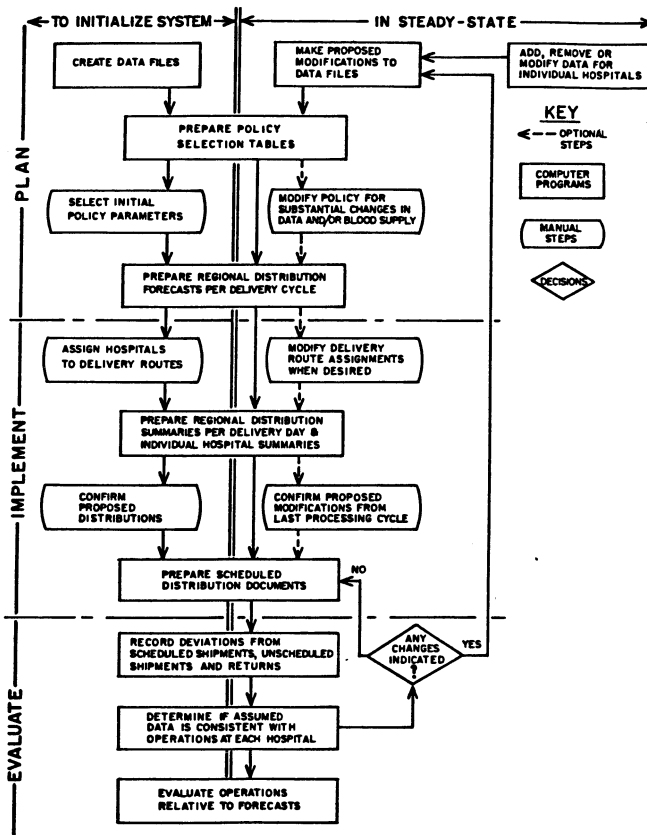 TO INITIALIZE SYSTEM
IN STEADY-STATE
CREATE DATA FILES
MAKE PROPOSED
MODIFICATIONS TO
DATA FILES
ADD, REMOVE OR
MODIFY DATA FOR
INDIVIDUAL HOSPITALS
KEY
OPTIONAL
STEPS
COMPUTER
PROGRAMS
MANUAL
STEPS
DECISIONS
PLAN
PREPARE POLICY
SELECTION TABLES
SELECT INITIAL
POLICY PARAMETERS
MODIFY POLICY FOR
SUBSTANTIAL CHANGES IN
DATA AND/OR BLOOD SUPPLY
PREPARE REGIONAL DISTRIBUTION
FORECASTS PER DELIVERY CYCLE
IMPLEMENT
ASSIGN HOSPITALS
TO DELIVERY ROUTES
MODIFY DELIVERY
ROUTE ASSIGNMENTS
WHEN DESIRED
PREPARE REGIONAL DISTRIBUTION
SUMMARIES PER DELIVERY DAY &
INDIVIDUAL HOSPITAL SUMMARIES
CONFIRM
PROPOSED
DISTRIBUTIONS
CONFIRM PROPOSED
MODIFICATIONS FROM
LAST PROCESSING CYCLE
PREPARE SCHEDULED
DISTRIBUTION DOCUMENTS
NO
YES
ANY
CHANGES
INDICATED
?
EVALUATE
RECORD DEVIATIONS FROM
SCHEDULED SHIPMENTS, UNSCHEDULED
SHIPMENTS AND RETURNS
DETERMINE IF ASSUMED
DATA IS CONSISTENT WITH
OPERATIONS AT EACH HOSPITAL
EVALUATE OPERATIONS
RELATIVE TO FORECASTS